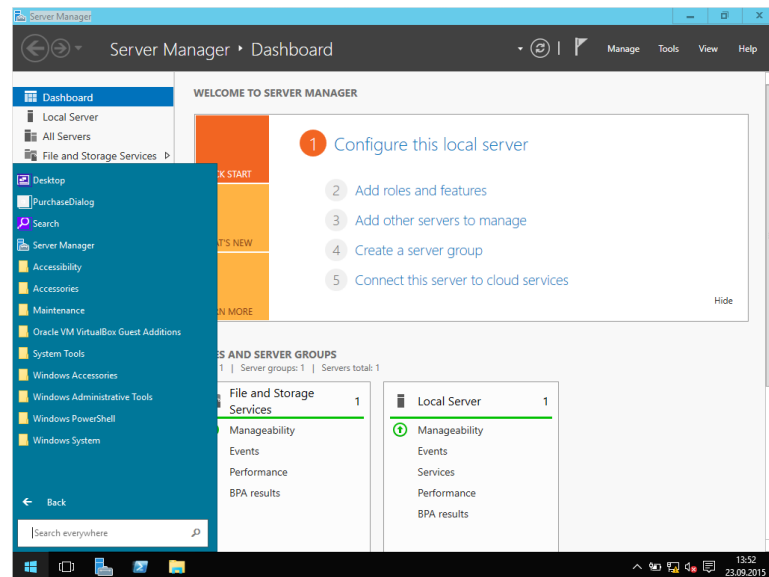 Server Manager
Server Manager • Dashboard
Manage Tools View Help
Dashboard
Local Server
All Servers
File and Storage Services
WELCOME TO SERVER MANAGER
1 Configure this local server
2 Add roles and features
3 Add other servers to manage
4 Create a server group
5 Connect this server to cloud services
Hide
K START
T'S NEW
N MORE
Desktop
PurchaseDialog
Search
Server Manager
Accessibility
Accessories
Maintenance
Oracle VM VirtualBox Guest Additions
System Tools
Windows Accessories
Windows Administrative Tools
Windows PowerShell
Windows System
Back
Search everywhere
S AND SERVER GROUPS
1 | Server groups: 1 | Servers total: 1
File and Storage
Services 1
Manageability
Events
Performance
BPA results
Local Server 1
Manageability
Events
Services
Performance
BPA results
13:52
23.09.2015